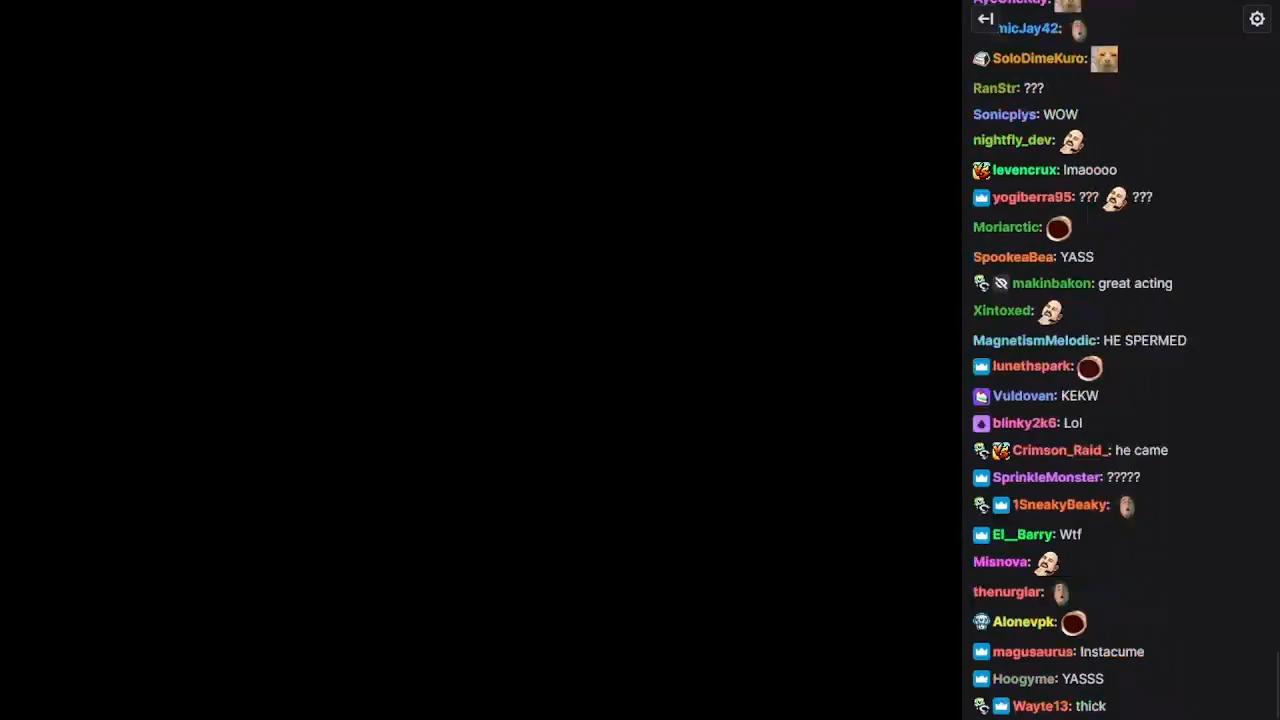 micJay42:
SoloDimeKuro:
RanStr: ???
Sonicplys: WOW
nightfly_dev:
levencrux: lmaoooo
yogiberra95: ??? ???
Moriarctic:
SpookeaBea: YASS
makinbakon: great acting
Xintoxed:
MagnetismMelodic: HE SPERMED
lunethspark:
Vuldovan: KEKW
blinky2k6: Lol
Crimson_Raid_: he came
SprinkleMonster: ?????
1SneakyBeaky:
El__Barry: Wtf
Misnova:
thenurglar:
Alonevpk:
magusaurus: Instacume
Hoogyme: YASSS
Wayte13: thick